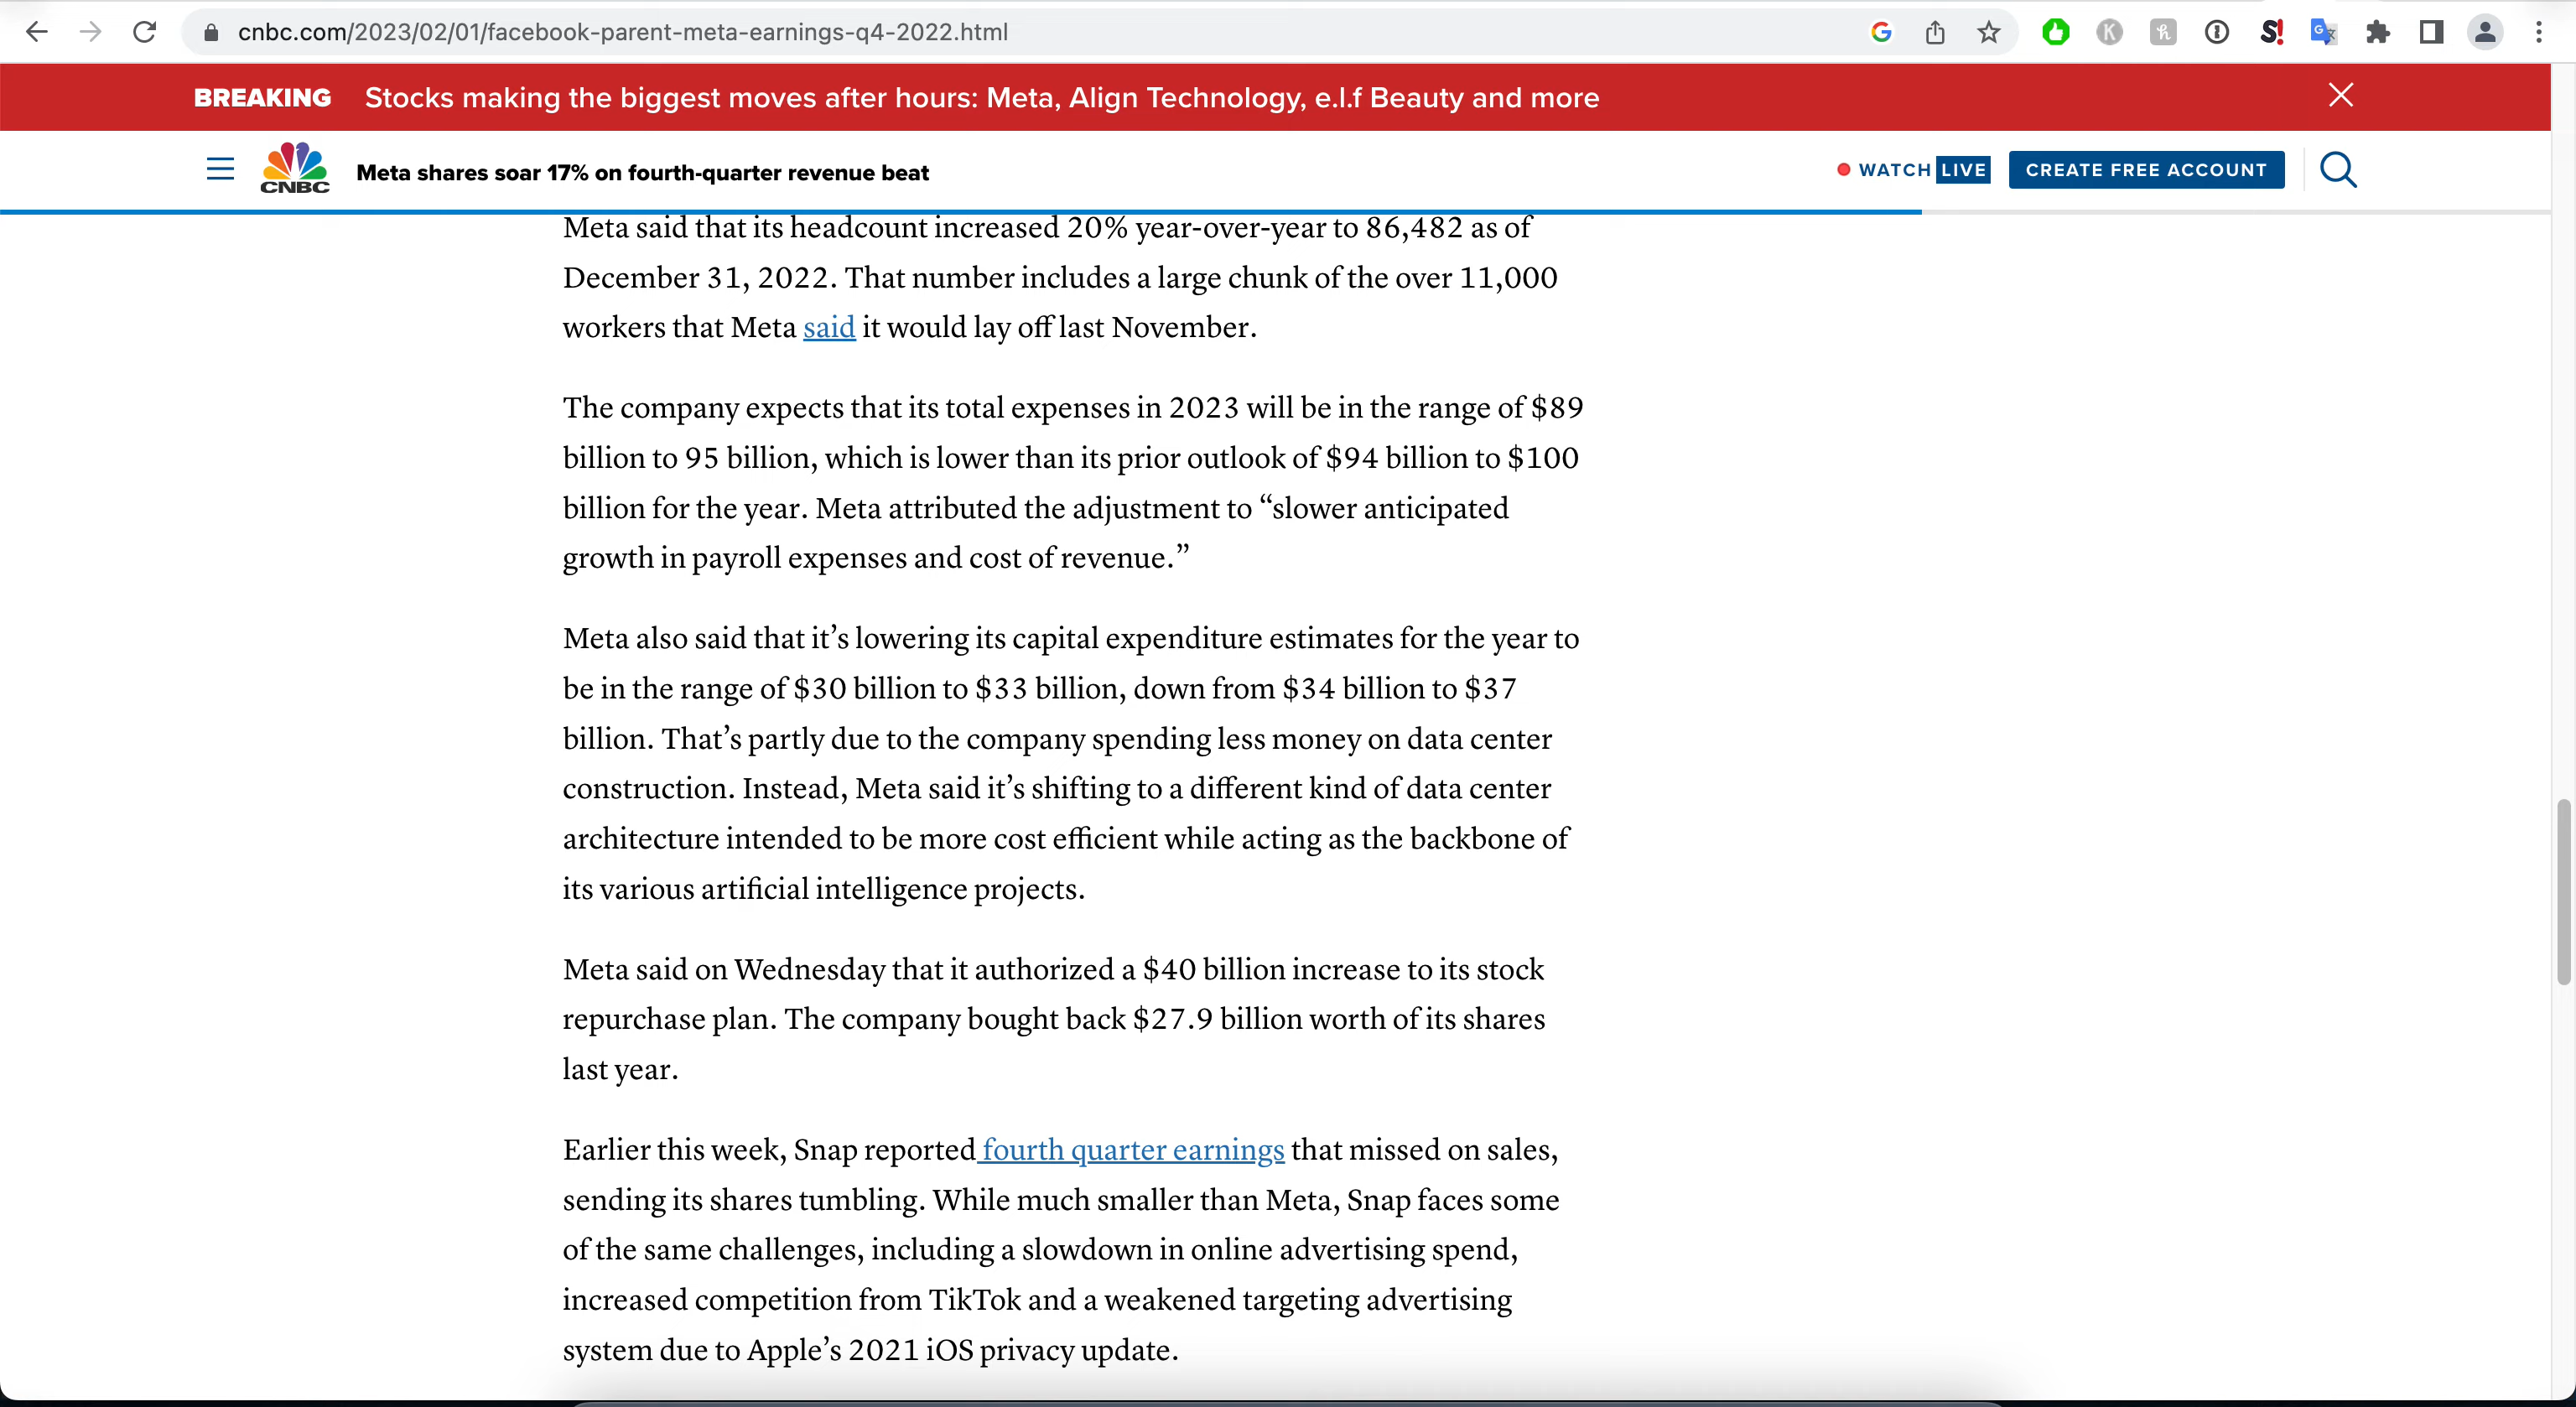 cnbc.com/2023/02/01/facebook-parent-meta-earnings-q4-2022.html
BREAKING Stocks making the biggest moves after hours: Meta, Align Technology, e.l.f Beauty and more
CNBC Meta shares soar 17% on fourth-quarter revenue beat WATCH LIVE CREATE FREE ACCOUNT
Meta said that its headcount increased 20% year-over-year to 86,482 as of
December 31, 2022. That number includes a large chunk of the over 11,000
workers that Meta said it would lay off last November.
The company expects that its total expenses in 2023 will be in the range of $89
billion to 95 billion, which is lower than its prior outlook of $94 billion to $100
billion for the year. Meta attributed the adjustment to “slower anticipated
growth in payroll expenses and cost of revenue.”
Meta also said that it’s lowering its capital expenditure estimates for the year to
be in the range of $30 billion to $33 billion, down from $34 billion to $37
billion. That’s partly due to the company spending less money on data center
construction. Instead, Meta said it’s shifting to a different kind of data center
architecture intended to be more cost efficient while acting as the backbone of
its various artificial intelligence projects.
Meta said on Wednesday that it authorized a $40 billion increase to its stock
repurchase plan. The company bought back $27.9 billion worth of its shares
last year.
Earlier this week, Snap reported fourth quarter earnings that missed on sales,
sending its shares tumbling. While much smaller than Meta, Snap faces some
of the same challenges, including a slowdown in online advertising spend,
increased competition from TikTok and a weakened targeting advertising
system due to Apple’s 2021 iOS privacy update.